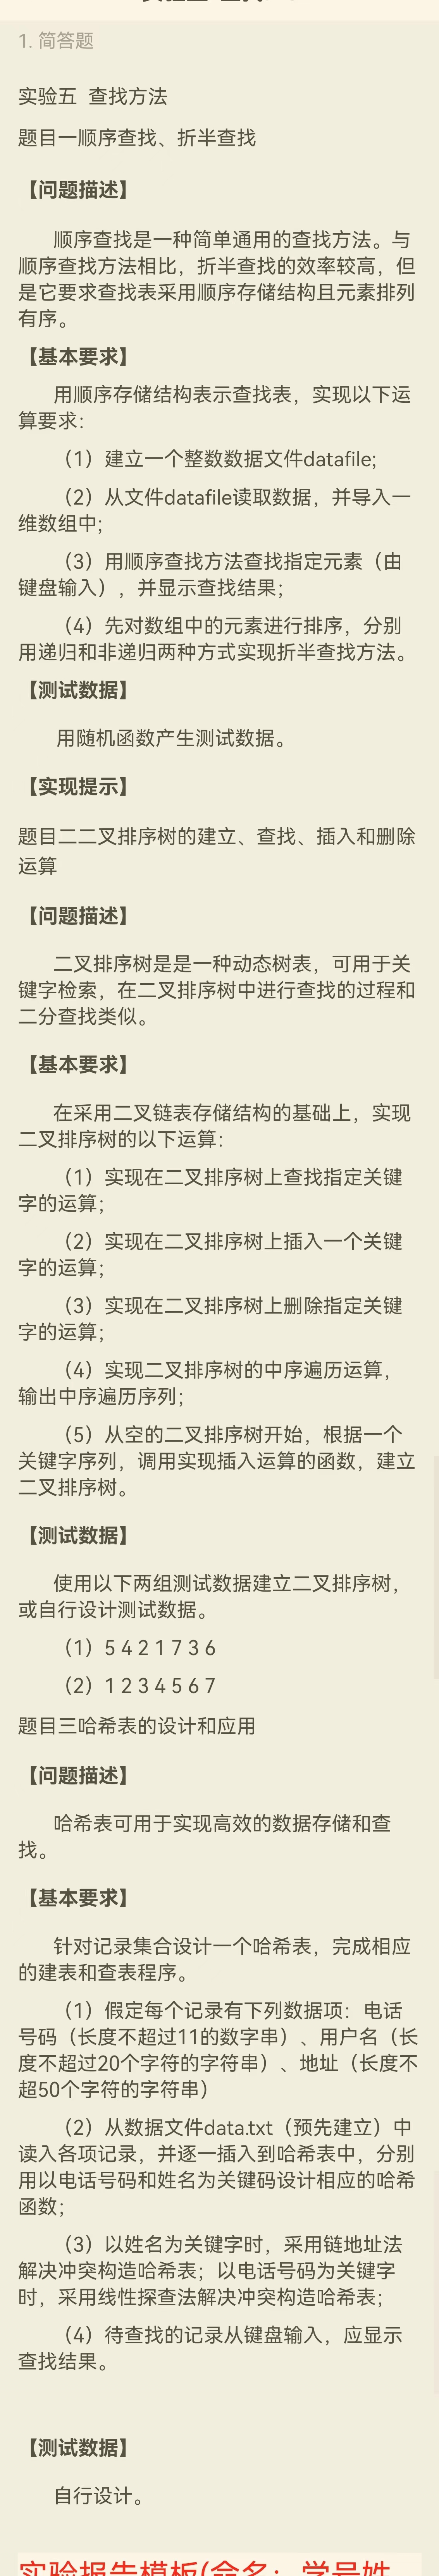 1. 简答题
实验五  查找方法
题目一顺序查找、折半查找
【问题描述】
顺序查找是一种简单通用的查找方法。与
顺序查找方法相比，折半查找的效率较高，但
是它要求查找表采用顺序存储结构且元素排列
有序。
【基本要求】
用顺序存储结构表示查找表，实现以下运
算要求：
（1）建立一个整数数据文件datafile;
（2）从文件datafile读取数据，并导入一
维数组中；
（3）用顺序查找方法查找指定元素（由
键盘输入），并显示查找结果；
（4）先对数组中的元素进行排序，分别
用递归和非递归两种方式实现折半查找方法。
【测试数据】
用随机函数产生测试数据。
【实现提示】
题目二二叉排序树的建立、查找、插入和删除
运算
【问题描述】
二叉排序树是是一种动态树表，可用于关
键字检索，在二叉排序树中进行查找的过程和
二分查找类似。
【基本要求】
在采用二叉链表存储结构的基础上，实现
二叉排序树的以下运算：
（1）实现在二叉排序树上查找指定关键
字的运算；
（2）实现在二叉排序树上插入一个关键
字的运算；
（3）实现在二叉排序树上删除指定关键
字的运算；
（4）实现二叉排序树的中序遍历运算，
输出中序遍历序列；
（5）从空的二叉排序树开始，根据一个
关键字序列，调用实现插入运算的函数，建立
二叉排序树。
【测试数据】
使用以下两组测试数据建立二叉排序树，
或自行设计测试数据。
（1）5 4 2 1 7 3 6
（2）1 2 3 4 5 6 7
题目三哈希表的设计和应用
【问题描述】
哈希表可用于实现高效的数据存储和查
找。
【基本要求】
针对记录集合设计一个哈希表，完成相应
的建表和查表程序。
（1）假定每个记录有下列数据项：电话
号码（长度不超过11的数字串）、用户名（长
度不超过20个字符的字符串）、地址（长度不
超50个字符的字符串）
（2）从数据文件data.txt（预先建立）中
读入各项记录，并逐一插入到哈希表中，分别
用以电话号码和姓名为关键码设计相应的哈希
函数；
（3）以姓名为关键字时，采用链地址法
解决冲突构造哈希表；以电话号码为关键字
时，采用线性探查法解决冲突构造哈希表；
（4）待查找的记录从键盘输入，应显示
查找结果。
【测试数据】
自行设计。
实验报告模板(命名：学号姓